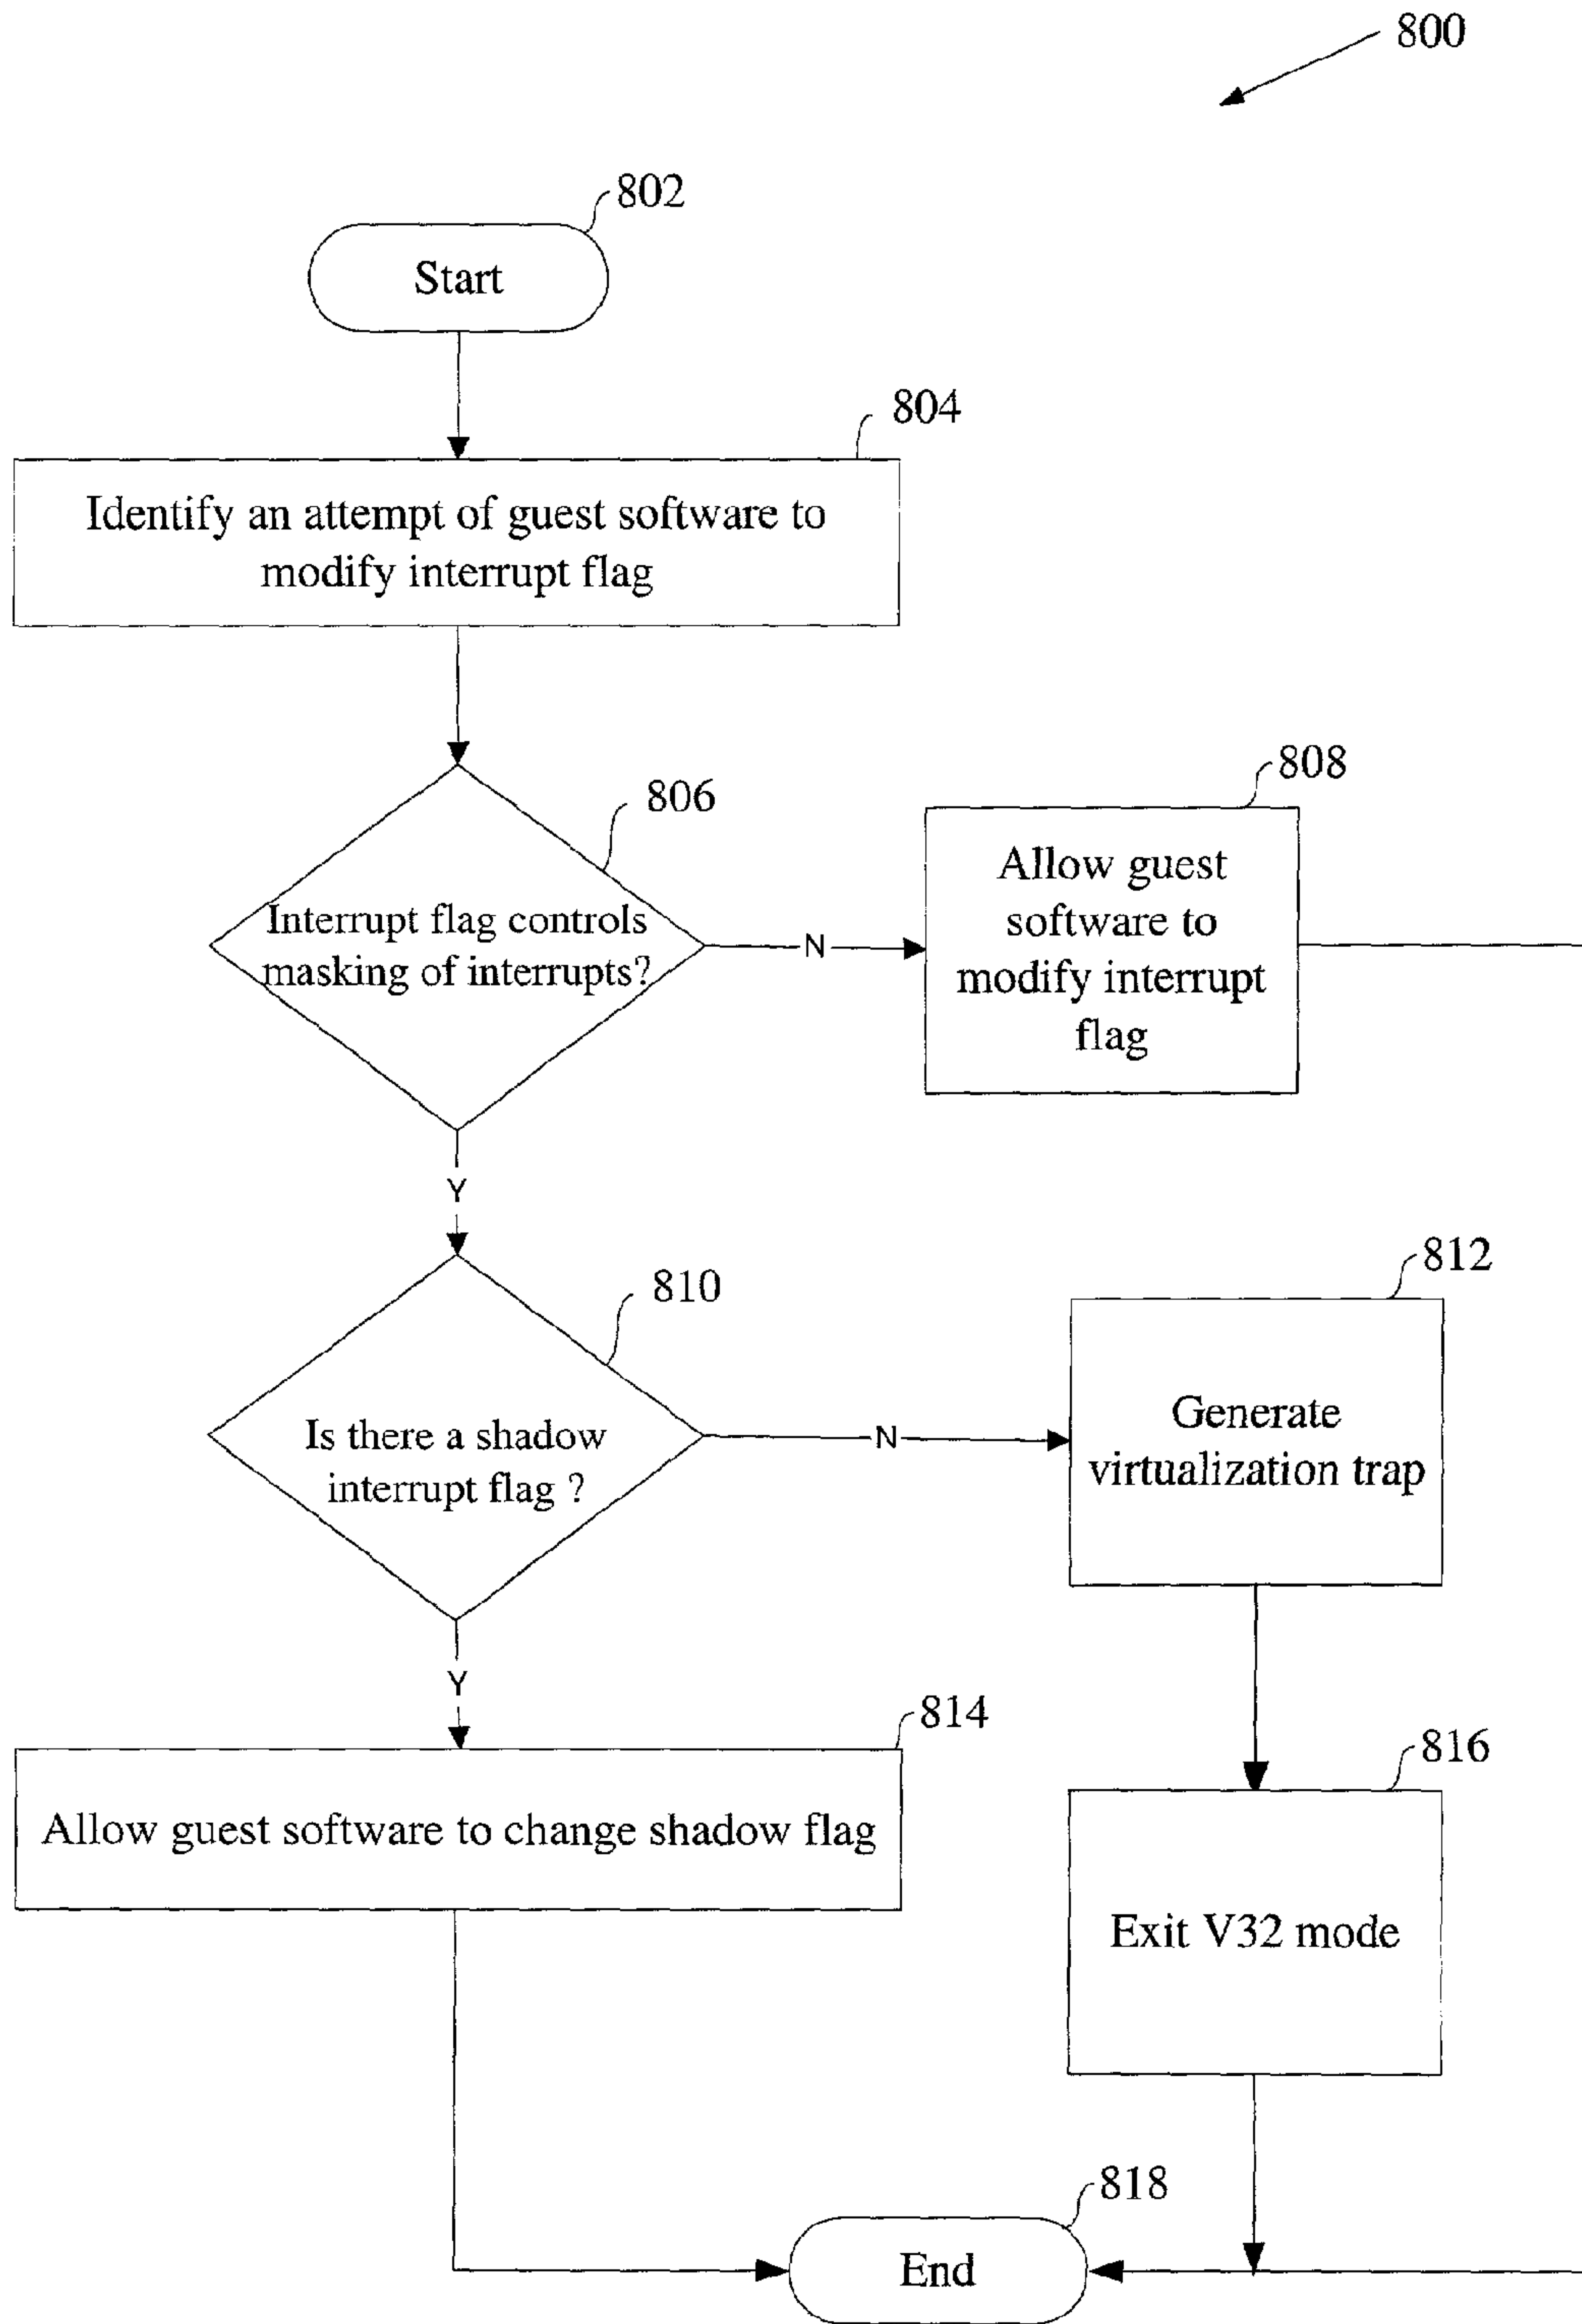 800
802
Start
804
Identify an attempt of guest software to
modify interrupt flag
806
Interrupt flag controls
masking of interrupts?
N
808
Allow guest
software to
modify interrupt
flag
Y
810
Is there a shadow
interrupt flag ?
N
812
Generate
virtualization trap
Y
814
Allow guest software to change shadow flag
816
Exit V32 mode
818
End